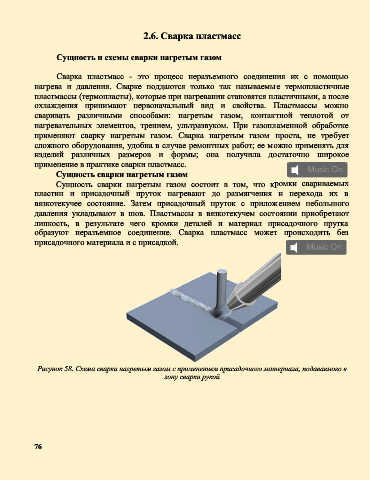 2.6. Сварка пластмасс
Сущность и схемы сварки нагретым газом
Сварка пластмасс - это процесс неразъемного соединения их с помощью
нагрева и давления. Сварке поддаются только так называемые термопластичные
пластмассы (термопласты), которые при нагревании становятся пластичными, а после
охлаждения принимают первоначальный вид и свойства. Пластмассы можно
сваривать различными способами: нагретым газом, контактной теплотой от
нагревательных элементов, трением, ультразвуком. При газопламенной обработке
применяют сварку нагретым газом. Сварка нагретым газом проста, не требует
сложного оборудования, удобна в случае ремонтных работ; ее можно применять для
изделий различных размеров и формы; она получила достаточно широкое
применение в практике сварки пластмасс.
Music On
Сущность сварки нагретым газом
Сущность сварки нагретым газом состоит в том, что кромки свариваемых
пластин и присадочный пруток нагревают до размягчения и перехода их в
вязкотекучее состояние. Затем присадочный пруток с приложением небольшого
давления укладывают в шов. Пластмассы в вязкотекучем состоянии приобретают
липкость, в результате чего кромки деталей и материал присадочного прутка
образуют неразъемное соединение. Сварка пластмасс может происходить без
присадочного материала и с присадкой.
Music On
Рисунок 58. Схема сварки нагретым газом с применением присадочного материала, подаваемого в
зону сварки рукой
76